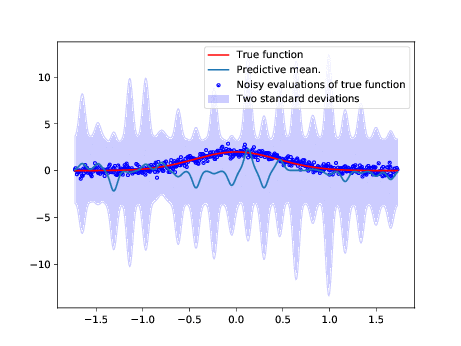 True function
Predictive mean.
Noisy evaluations of true function
Two standard deviations
10
5
0
−5
−10
−1.5 −1.0 −0.5 0.0 0.5 1.0 1.5